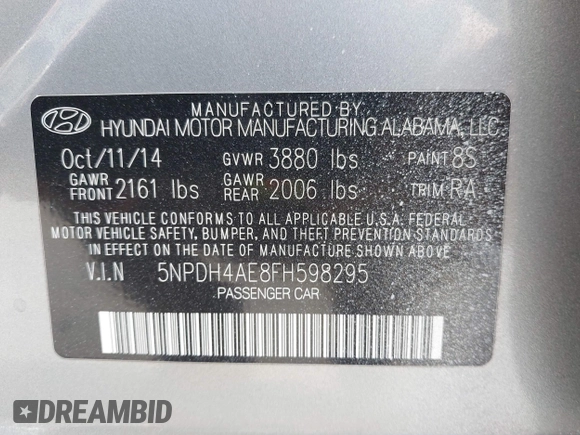 MANUFACTURED BY
HYUNDAI MOTOR MANUFACTURING ALABAMA, LLC
Oct/11/14 GVWR 3880 lbs PAINT 8S
GAWR FRONT 2161 lbs GAWR REAR 2006 lbs TRIM RA
THIS VEHICLE CONFORMS TO ALL APPLICABLE U.S.A. FEDERAL
MOTOR VEHICLE SAFETY, BUMPER, AND THEFT PREVENTION STANDARDS
IN EFFECT ON THE DATE OF MANUFACTURE SHOWN ABOVE.
V.I.N 5NPDH4AE8FH598295
PASSENGER CAR
DREAMBID